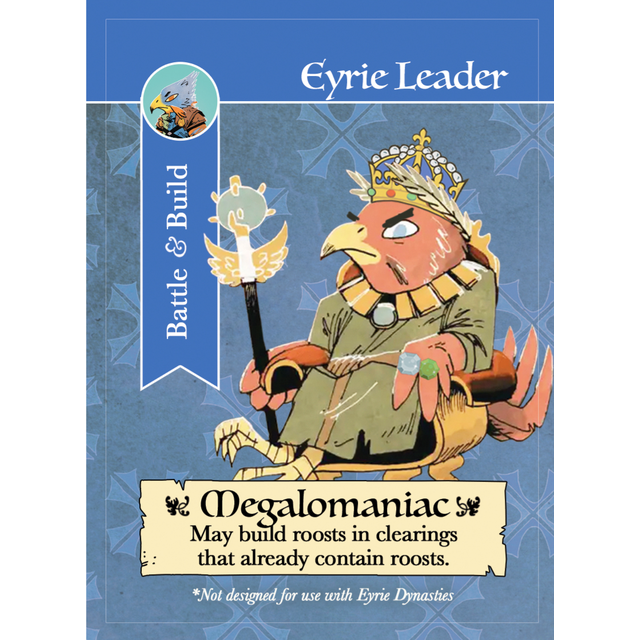 Eyrie Leader
Battle & Build
Megalomaniac
May build roosts in clearings
that already contain roosts.
*Not designed for use with Eyrie Dynasties